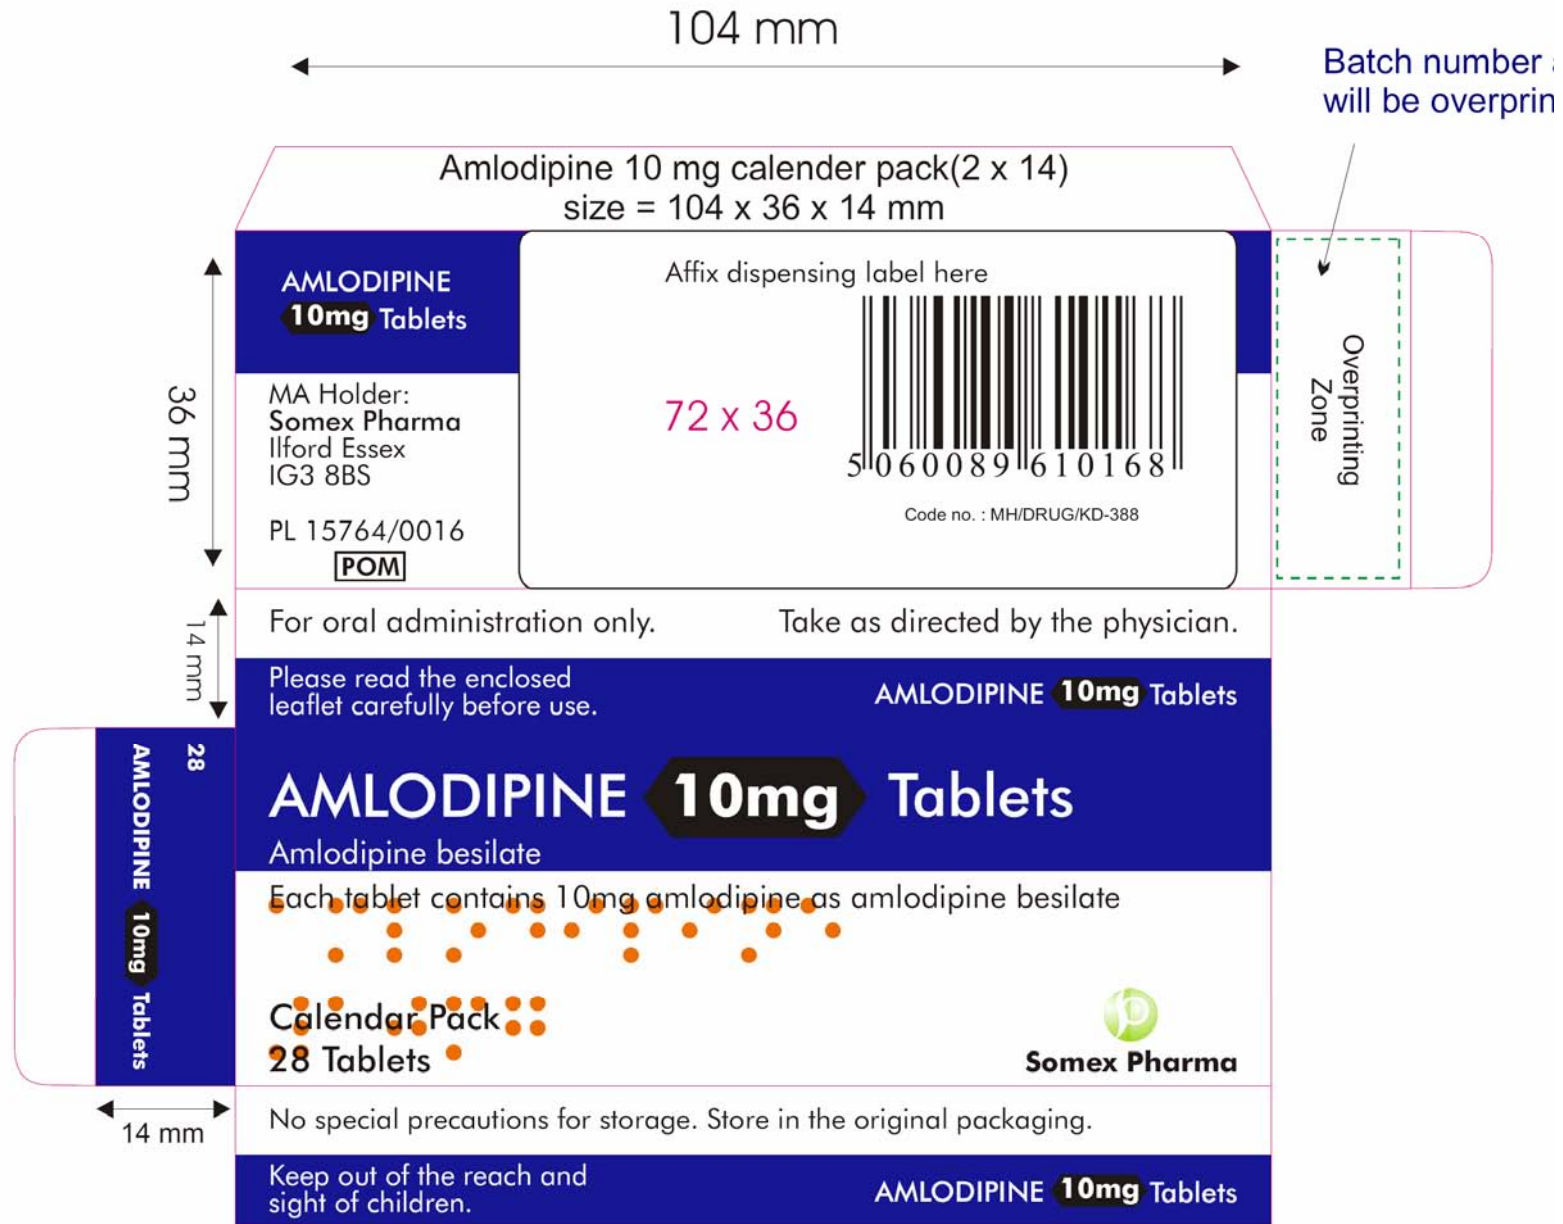 104 mm
Batch number
will be overprin
Amlodipine 10 mg calender pack(2 x 14)
size = 104 x 36 x 14 mm
36 mm
AMLODIPINE
10mg Tablets
MA Holder:
Somex Pharma
Ilford Essex
IG3 8BS
PL 15764/0016
POM
Affix dispensing label here
72 x 36
5 060089 610168
Code no. : MH/DRUG/KD-388
Overprinting
Zone
14 mm
For oral administration only. Take as directed by the physician.
Please read the enclosed
leaflet carefully before use.
AMLODIPINE 10mg Tablets
28
AMLODIPINE 10mg Tablets
14 mm
AMLODIPINE 10mg Tablets
Amlodipine besilate
Each tablet contains 10mg amlodipine as amlodipine besilate
Calendar Pack
28 Tablets
Somex Pharma
No special precautions for storage. Store in the original packaging.
Keep out of the reach and
sight of children.
AMLODIPINE 10mg Tablets